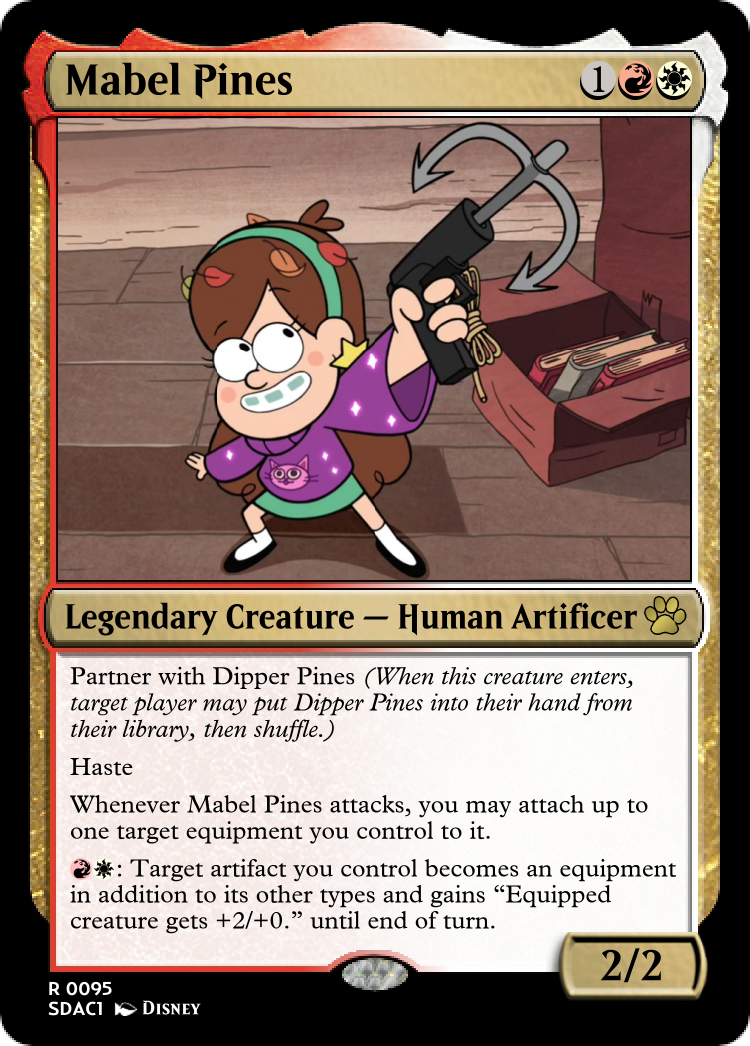 Mabel Pines 1
Legendary Creature — Human Artificer
Partner with Dipper Pines (When this creature enters,
target player may put Dipper Pines into their hand from
their library, then shuffle.)
Haste
Whenever Mabel Pines attacks, you may attach up to
one target equipment you control to it.
: Target artifact you control becomes an equipment
in addition to its other types and gains “Equipped
creature gets +2/+0.” until end of turn.
2/2
R 0095
SDAC1 Disney